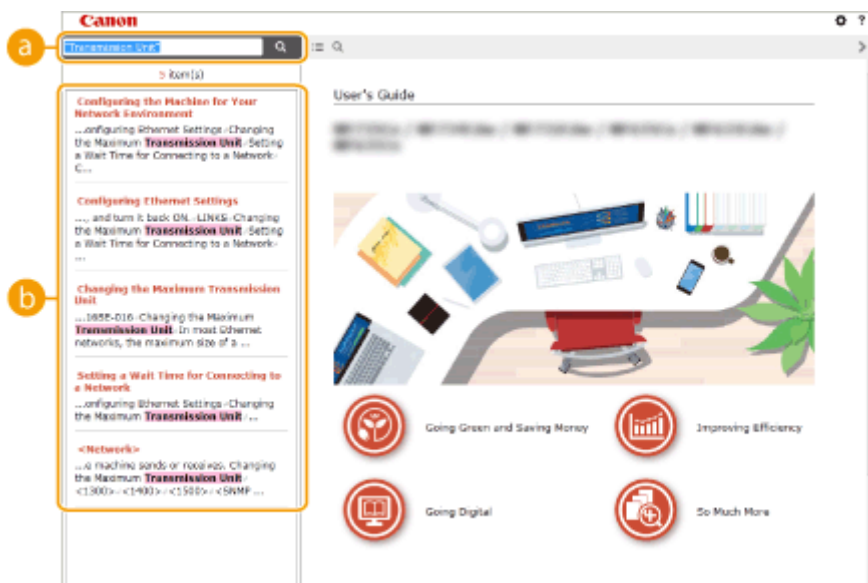 Canon
?
a
"Transmission Unit"
5 item(s)
b
Configuring the Machine for Your
Network Environment
...onfiguring Ethernet Settings Changing
the Maximum Transmission Unit Setting
a Wait Time for Connecting to a Network
C...
Configuring Ethernet Settings
..., and turn it back ON. LINKS Changing
the Maximum Transmission Unit Setting
a Wait Time for Connecting to a Network
...
Changing the Maximum Transmission
Unit
...165E-016 Changing the Maximum
Transmission Unit In most Ethernet
networks, the maximum size of a ...
Setting a Wait Time for Connecting to
a Network
...onfiguring Ethernet Settings Changing
the Maximum Transmission Unit ...
<Network>
...e machine sends or receives. Changing
the Maximum Transmission Unit
<1300> <1400> <1500> <SNMP ...
User's Guide
Going Green and Saving Money
Improving Efficiency
Going Digital
So Much More